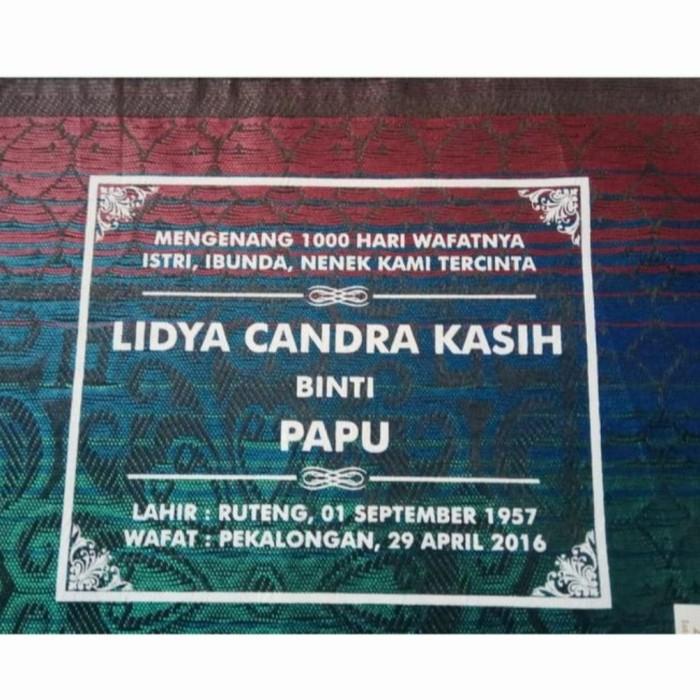 MENGENANG 1000 HARI WAFATNYA
ISTRI, IBUNDA, NENEK KAMI TERCINTA
LIDYA CANDRA KASIH
BINTI
PAPU
LAHIR : RUTENG, 01 SEPTEMBER 1957
WAFAT : PEKALONGAN, 29 APRIL 2016